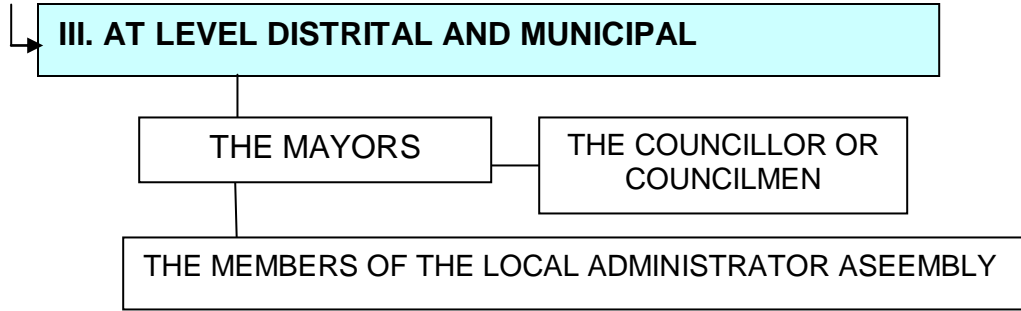 III. AT LEVEL DISTRITAL AND MUNICIPAL
THE MAYORS
THE COUNCILLOR OR
COUNCILMEN
THE MEMBERS OF THE LOCAL ADMINISTRATOR ASEEMBLY